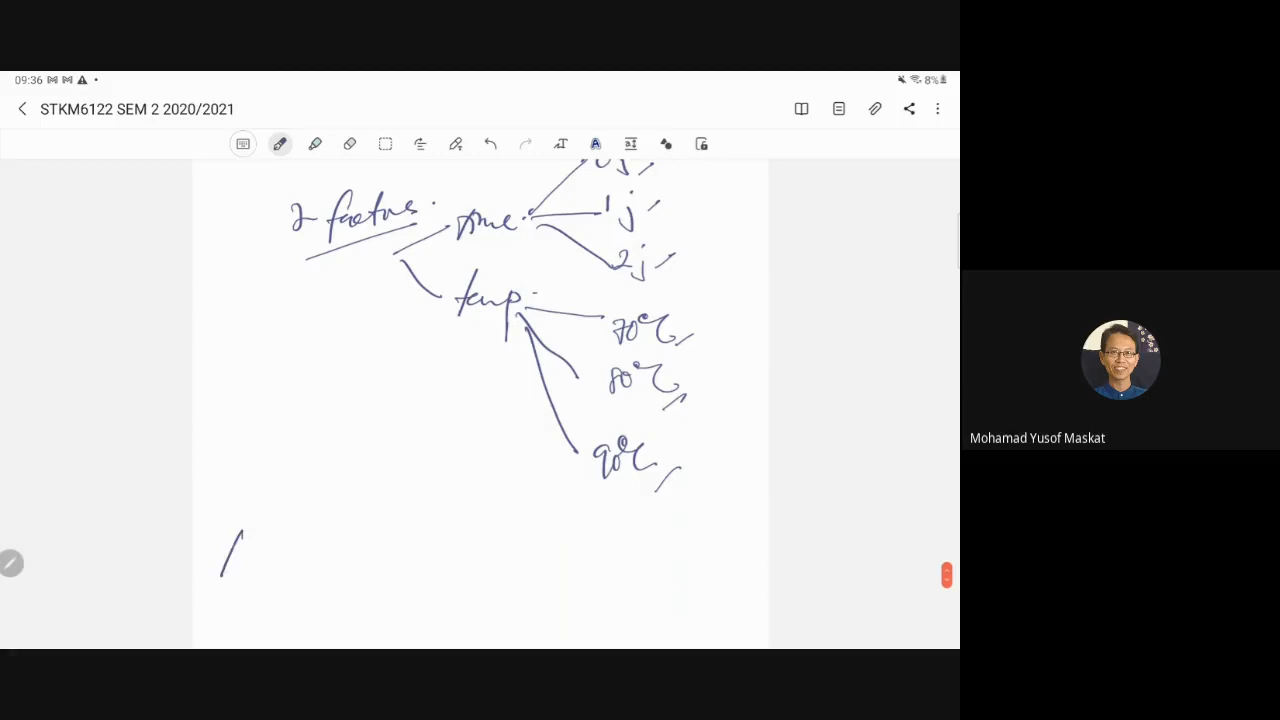 09:36
8%
STKM6122 SEM 2 2020/2021
2 factors.
time.
1j
2j
temp.
70°C
80°C
90°C
Mohamad Yusof Maskat